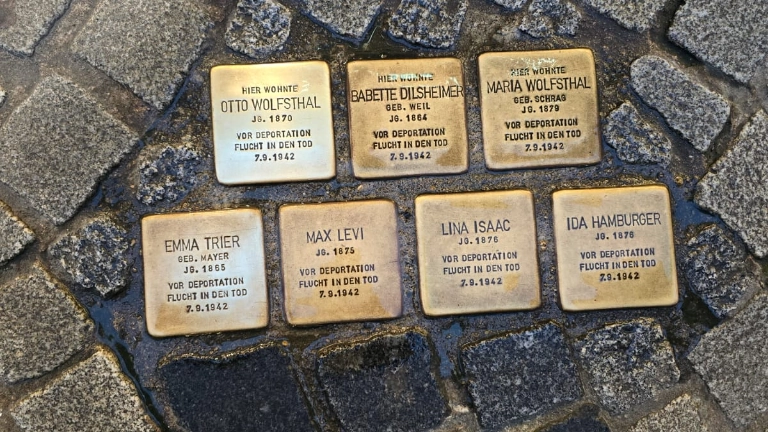 HIER WOHNTE
OTTO WOLFSTHAL
JG. 1870
VOR DEPORTATION
FLUCHT IN DEN TOD
7.9.1942
HIER WOHNTE
BABETTE DILSHEIMER
GEB. WEIL
JG. 1864
VOR DEPORTATION
FLUCHT IN DEN TOD
7.9.1942
HIER WOHNTE
MARIA WOLFSTHAL
GEB. SCHRAG
JG. 1879
VOR DEPORTATION
FLUCHT IN DEN TOD
7.9.1942
EMMA TRIER
GEB. MAYER
JG. 1865
VOR DEPORTATION
FLUCHT IN DEN TOD
7.9.1942
MAX LEVI
JG. 1875
VOR DEPORTATION
FLUCHT IN DEN TOD
7.9.1942
LINA ISAAC
JG. 1876
VOR DEPORTATION
FLUCHT IN DEN TOD
7.9.1942
IDA HAMBURGER
JG. 1876
VOR DEPORTATION
FLUCHT IN DEN TOD
7.9.1942